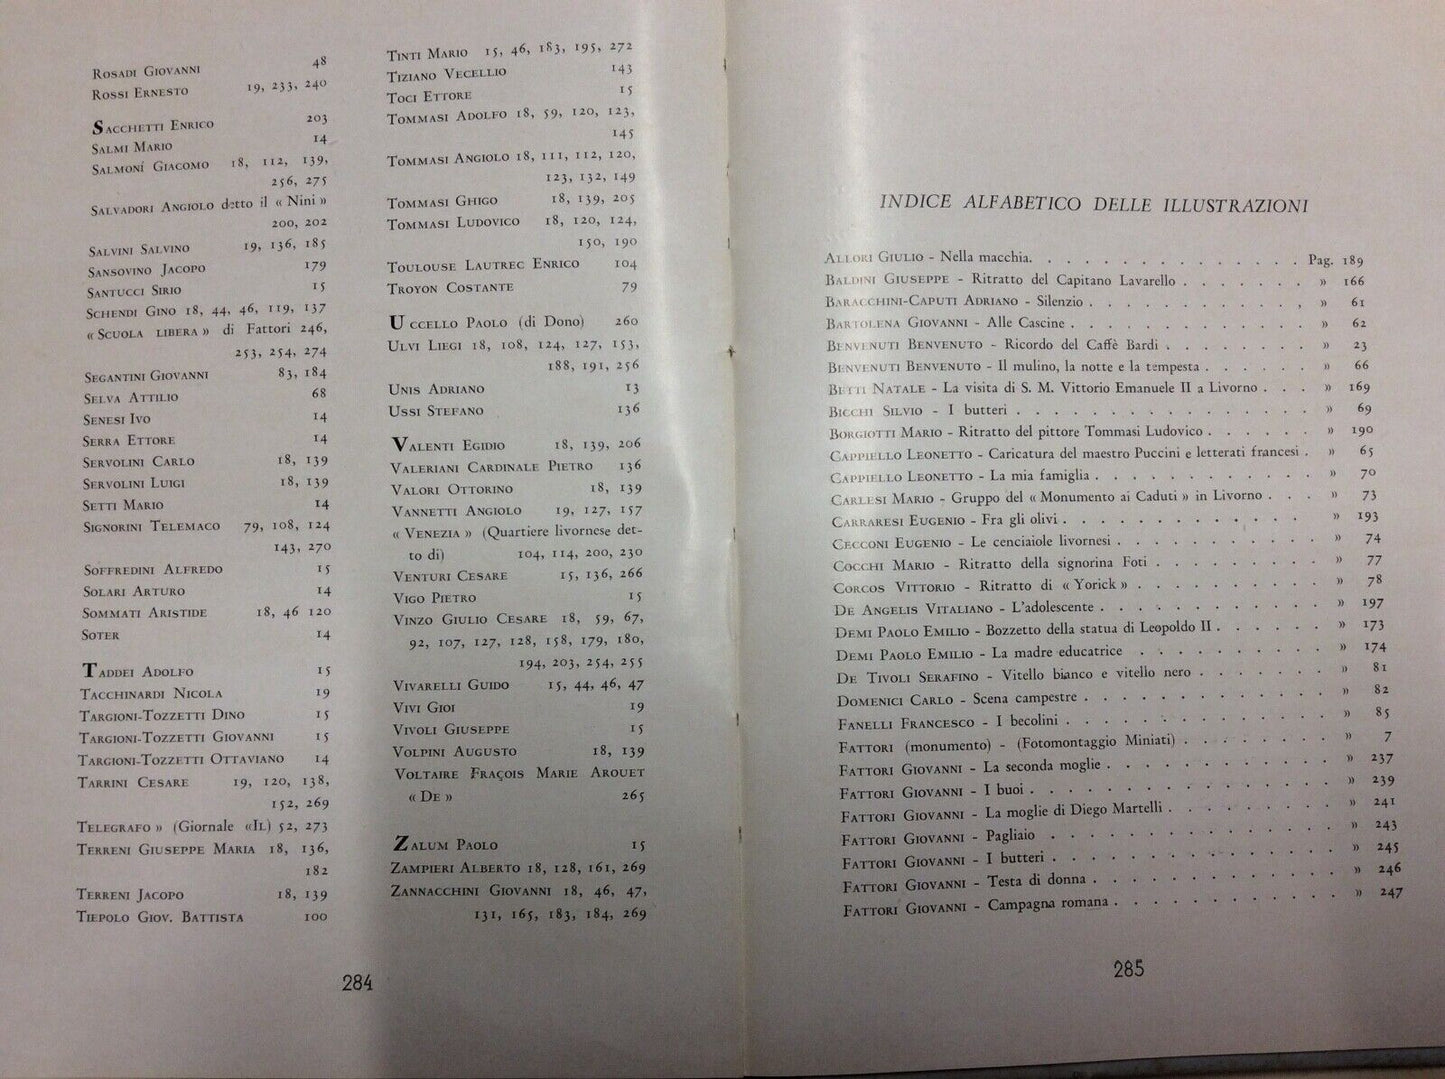 ROSADI GIOVANNI 48
ROSSI ERNESTO 19, 233, 240
SACCHETTI ENRICO 203
SALMI MARIO 14
SALMONÍ GIACOMO 18, 112, 139,
256, 275
SALVADORI ANGIOLO detto il « Nini »
200, 202
SALVINI SALVINO 19, 136, 185
SANSOVINO JACOPO 179
SANTUCCI SIRIO 15
SCHENDI GINO 18, 44, 46, 119, 137
« SCUOLA LIBERA » di Fattori 246,
253, 254, 274
SEGANTINI GIOVANNI 83, 184
SELVA ATTILIO 68
SENESI IVO 14
SERRA ETTORE 14
SERVOLINI CARLO 18, 139
SERVOLINI LUIGI 18, 139
SETTI MARIO 14
SIGNORINI TELEMACO 79, 108, 124
143, 270
SOFFREDINI ALFREDO 15
SOLARI ARTURO 14
SOMMATI ARISTIDE 18, 46 120
SOTER 14
TADDEI ADOLFO 15
TACCHINARDI NICOLA 19
TARGIONI-TOZZETTI DINO 15
TARGIONI-TOZZETTI GIOVANNI 15
TARGIONI-TOZZETTI OTTAVIANO 14
TARRINI CESARE 19, 120, 138,
152, 269
TELEGRAFO » (Giornale «IL) 52, 273
TERRENI GIUSEPPE MARIA 18, 136,
182
TERRENI JACOPO 18, 139
TIEPOLO GIOV. BATTISTA 100
284
TINTI MARIO 15, 46, 183, 195, 272
TIZIANO VECELLIO 143
TOCI ETTORE 15
TOMMASI ADOLFO 18, 59, 120, 123,
145
TOMMASI ANGIOLO 18, 111, 112, 120,
123, 132, 149
TOMMASI GHIGO 18, 139, 205
TOMMASI LUDOVICO 18, 120, 124,
150, 190
TOULOUSE LAUTREC ENRICO 104
TROYON COSTANTE 79
UCCELLO PAOLO (di Dono) 260
ULVI LIEGI 18, 108, 124, 127, 153,
188, 191, 256
UNIS ADRIANO 13
USSI STEFANO 136
VALENTI EGIDIO 18, 139, 206
VALERIANI CARDINALE PIETRO 136
VALORI OTTORINO 18, 139
VANNETTI ANGIOLO 19, 127, 157
« VENEZIA » (Quartiere livornese det-
to di) 104, 114, 200, 230
VENTURI CESARE 15, 136, 266
VIGO PIETRO 15
VINZO GIULIO CESARE 18, 59, 67,
92, 107, 127, 128, 158, 179, 180,
194, 203, 254, 255
VIVARELLI GUIDO 15, 44, 46, 47
VIVI GIOI 19
VIVOLI GIUSEPPE 15
VOLPINI AUGUSTO 18, 139
VOLTAIRE FRAÇOIS MARIE AROUET
« DE » 265
ZALUM PAOLO 15
ZAMPIERI ALBERTO 18, 128, 161, 269
ZANNACCHINI GIOVANNI 18, 46, 47,
131, 165, 183, 184, 269
INDICE ALFABETICO DELLE ILLUSTRAZIONI
ALLORI GIULIO - Nella macchia. . . . . . . . . . . . . . Pag. 189
BALDINI GIUSEPPE - Ritratto del Capitano Lavarello . . . . . . . » 166
BARACCHINI-CAPUTI ADRIANO - Silenzio . . . . . . . . . . . , » 61
BARTOLENA GIOVANNI - Alle Cascine . . . . . . . . . . . . » 62
BENVENUTI BENVENUTO - Ricordo del Caffè Bardi . . . . . . . . » 23
BENVENUTI BENVENUTO - Il mulino, la notte e la tempesta . . . . . . » 66
BETTI NATALE - La visita di S. M. Vittorio Emanuele II a Livorno . . . » 169
BICCHI SILVIO - I butteri . . . . . . . . . . . . . . . » 69
BORGIOTTI MARIO - Ritratto del pittore Tommasi Ludovico . . . . . . » 190
CAPPIELLO LEONETTO - Caricatura del maestro Puccini e letterati francesi . » 65
CAPPIELLO LEONETTO - La mia famiglia . . . . . . . . . . . » 70
CARLESI MARIO - Gruppo del « Monumento ai Caduti » in Livorno . . . » 73
CARRARESI EUGENIO - Fra gli olivi . . . . . . . . . . . . . » 193
CECCONI EUGENIO - Le cenciaiole livornesi . . . . . . . . . . » 74
COCCHI MARIO - Ritratto della signorina Foti . . . . . . . . . » 77
CORCOS VITTORIO - Ritratto di « Yorick » . . . . . . . . . . » 78
DE ANGELIS VITALIANO - L'adolescente . . . . . . . . . . . » 197
DEMI PAOLO EMILIO - Bozzetto della statua di Leopoldo II . . . . . . » 173
DEMI PAOLO EMILIO - La madre educatrice . . . . . . . . . . » 174
DE TIVOLI SERAFINO - Vitello bianco e vitello nero . . . . . . . » 81
DOMENICI CARLO - Scena campestre . . . . . . . . . . . . » 82
FANELLI FRANCESCO - I becolini . . . . . . . . . . . . . » 85
FATTORI (monumento) - (Fotomontaggio Miniati) . . . . . . . . » 7
FATTORI GIOVANNI - La seconda moglie . . . . . . . . . . . » 237
FATTORI GIOVANNI - I buoi . . . . . . . . . . . . . . » 239
FATTORI GIOVANNI - La moglie di Diego Martelli . . . . . . . . » 241
FATTORI GIOVANNI - Pagliaio . . . . . . . . . . . . . . » 243
FATTORI GIOVANNI - I butteri . . . . . . . . . . . . . » 245
FATTORI GIOVANNI - Testa di donna . . . . . . . . . . . » 246
FATTORI GIOVANNI - Campagna romana . . . . . . . . . . . » 247
285